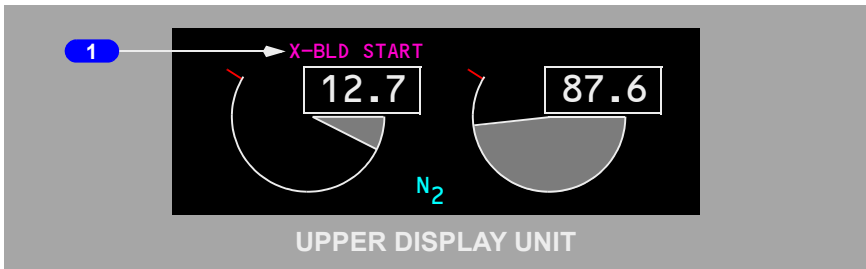 1
X-BLD START
12.7
87.6
N2
UPPER DISPLAY UNIT